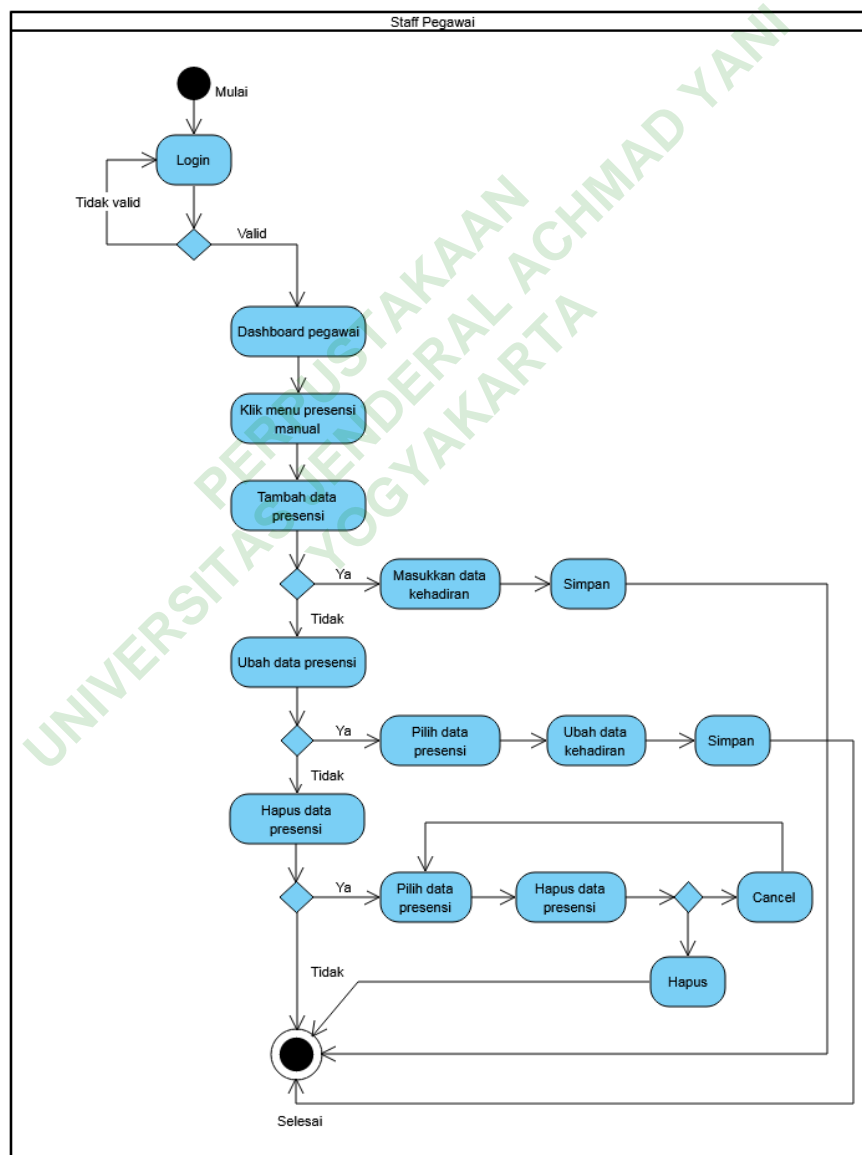 Staff Pegawai
Mulai
Login
Tidak valid
Valid
Dashboard pegawai
Klik menu presensi
manual
Tambah data
presensi
Ya
Masukkan data
kehadiran
Simpan
Tidak
Ubah data presensi
Ya
Pilih data
presensi
Ubah data
kehadiran
Simpan
Tidak
Hapus data
presensi
Ya
Pilih data
presensi
Hapus data
presensi
Cancel
Hapus
Tidak
Selesai
PERPUSTAKAAN
UNIVERSITAS JENDERAL ACHMAD YANI
YOGYAKARTA